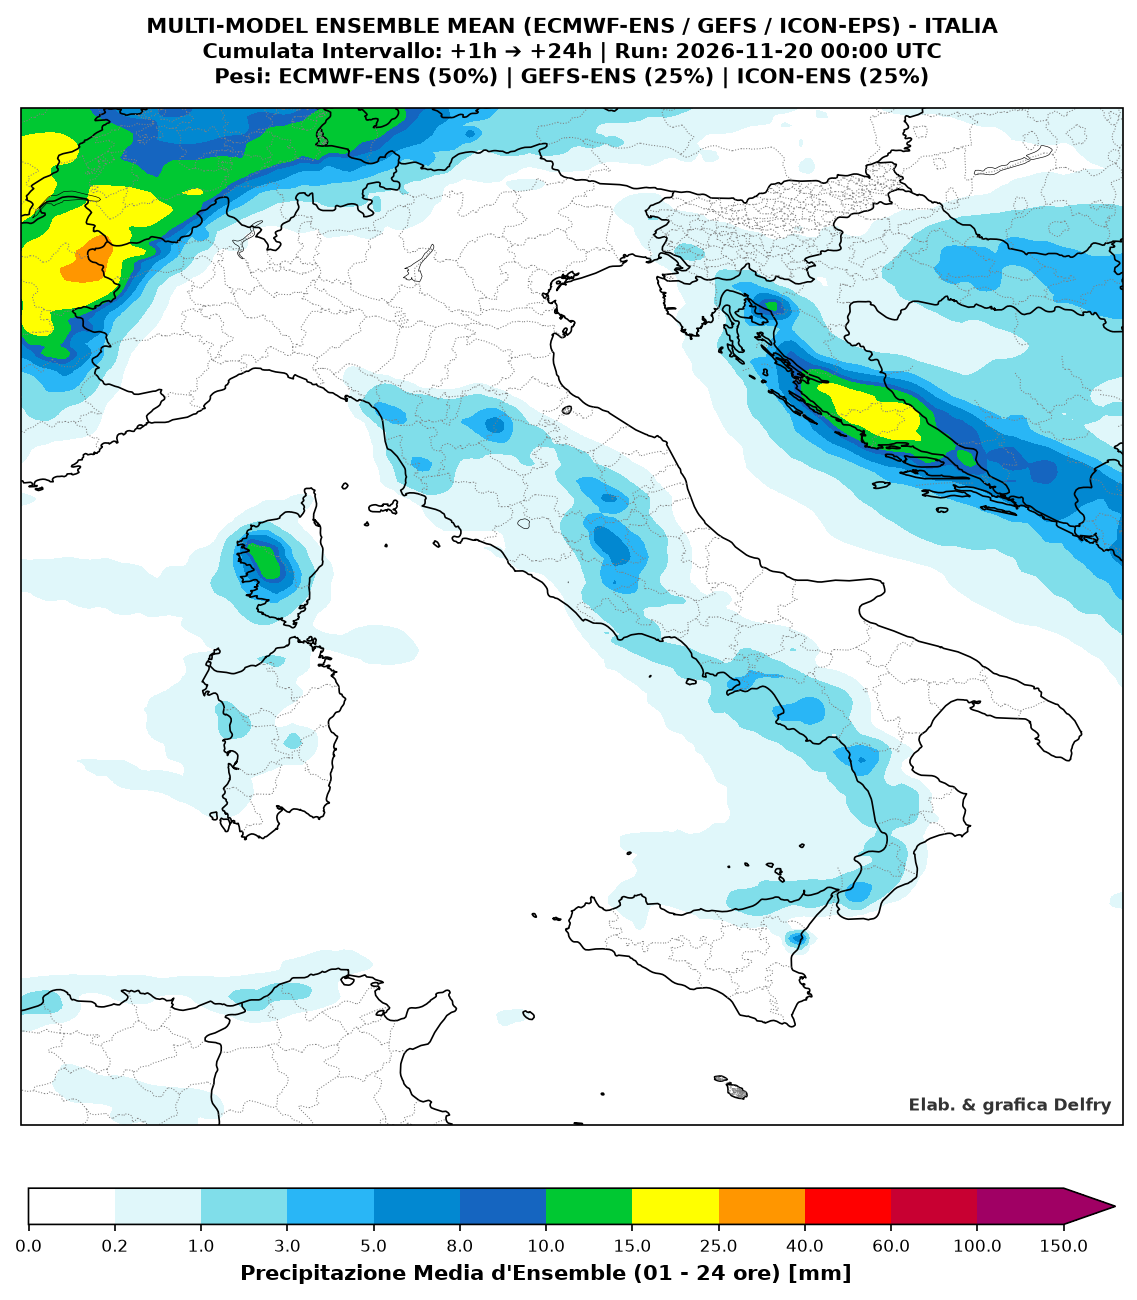 MULTI-MODEL ENSEMBLE MEAN (ECMWF-ENS / GEFS / ICON-EPS) - ITALIA
Cumulata Intervallo: +1h → +24h | Run: 2026-11-20 00:00 UTC
Pesi: ECMWF-ENS (50%) | GEFS-ENS (25%) | ICON-ENS (25%)
Elab. & grafica Delfry
0.0 0.2 1.0 3.0 5.0 8.0 10.0 15.0 25.0 40.0 60.0 100.0 150.0
Precipitazione Media d'Ensemble (01 - 24 ore) [mm]